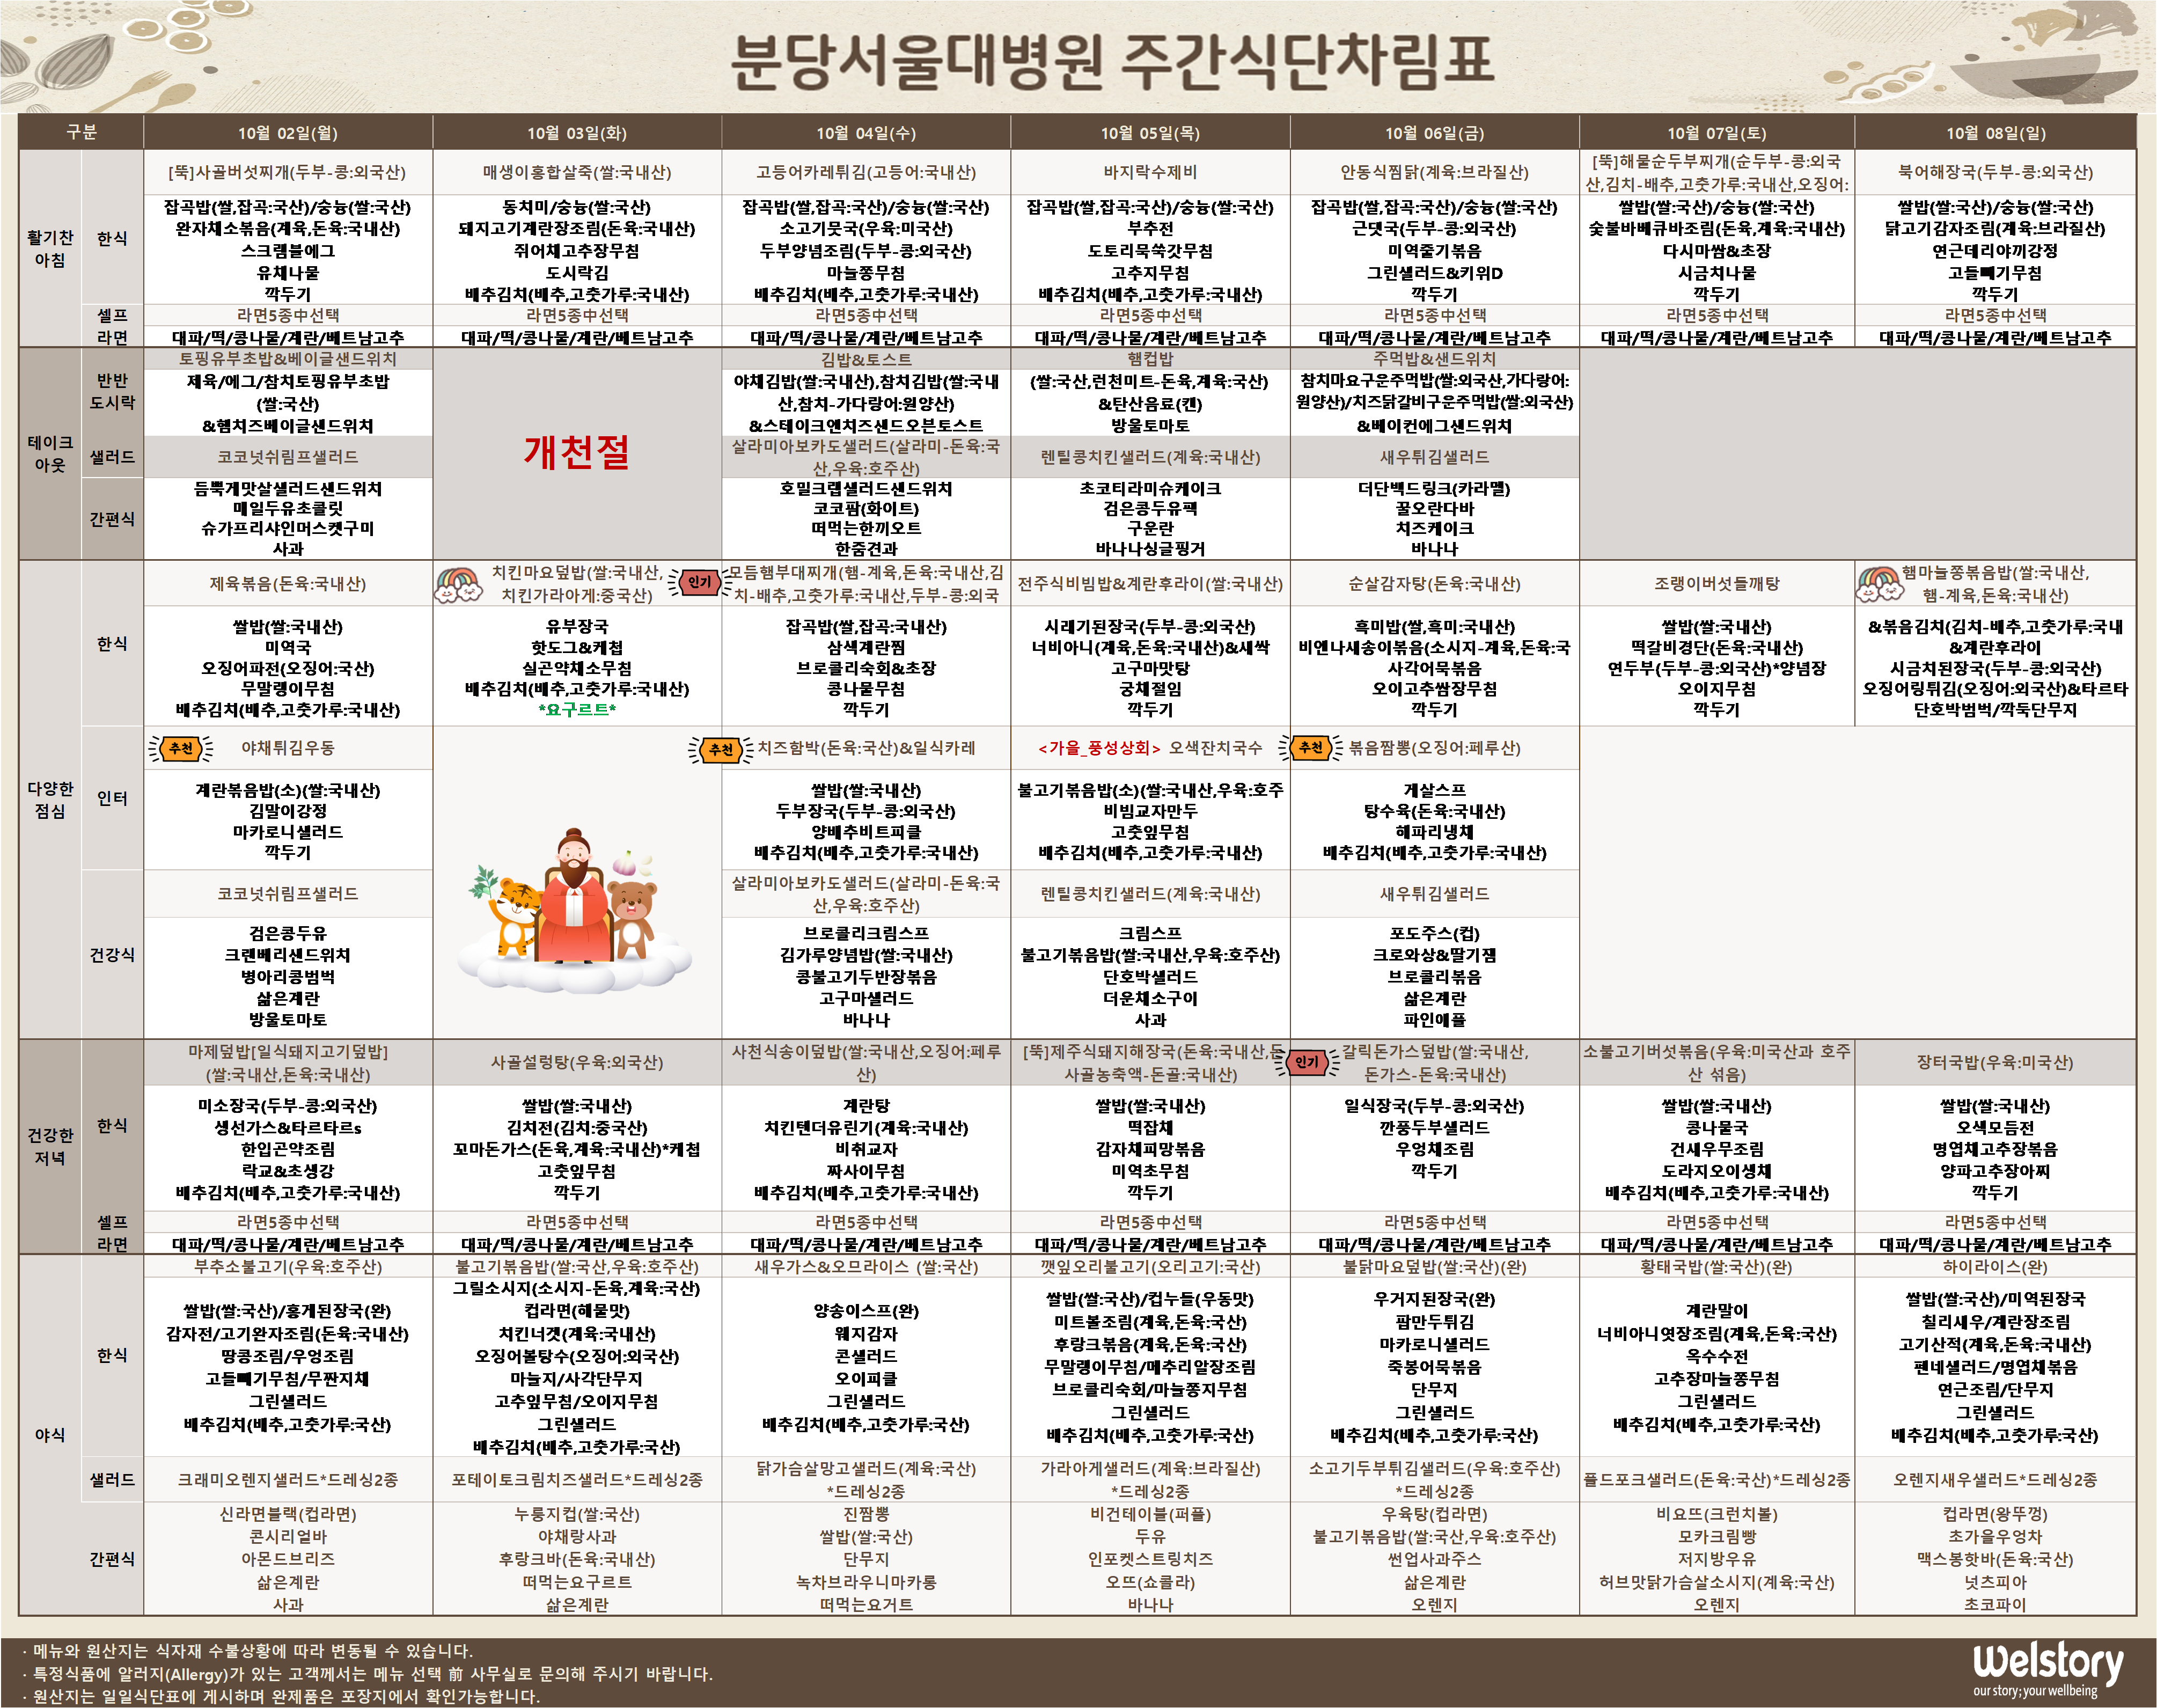 분당서울대병원 주간식단차림표
구분
10월 02일(월)
10월 03일(화)
10월 04일(수)
10월 05일(목)
10월 06일(금)
10월 07일(토)
10월 08일(일)
활기찬
아침
한식
[뚝]사골버섯찌개(두부-콩:외국산)
잡곡밥(쌀,잡곡:국산)/숭늉(쌀:국산)
완자채소볶음(계육,돈육:국내산)
스크램블에그
유채나물
깍두기
매생이홍합살죽(쌀:국내산)
동치미/숭늉(쌀:국산)
돼지고기계란장조림(돈육:국내산)
쥐어채고추장무침
도시락김
배추김치(배추,고춧가루:국내산)
고등어카레튀김(고등어:국내산)
잡곡밥(쌀,잡곡:국산)/숭늉(쌀:국산)
소고기뭇국(우육:미국산)
두부양념조림(두부-콩:외국산)
마늘쫑무침
배추김치(배추,고춧가루:국내산)
바지락수제비
잡곡밥(쌀,잡곡:국산)/숭늉(쌀:국산)
부추전
도토리묵쑥갓무침
고추지무침
배추김치(배추,고춧가루:국내산)
안동식찜닭(계육:브라질산)
잡곡밥(쌀,잡곡:국산)/숭늉(쌀:국산)
근댓국(두부-콩:외국산)
미역줄기볶음
그린샐러드&키위D
깍두기
[뚝]해물순두부찌개(순두부-콩:외국
산,김치-배추,고춧가루:국내산,오징어:
쌀밥(쌀:국산)/숭늉(쌀:국산)
숯불바베큐바조림(돈육,계육:국내산)
다시마쌈&초장
시금치나물
깍두기
북어해장국(두부-콩:외국산)
쌀밥(쌀:국산)/숭늉(쌀:국산)
닭고기감자조림(계육:브라질산)
연근데리야끼강정
고들빼기무침
깍두기
셀프
라면
라면5종中선택
대파/떡/콩나물/계란/베트남고추
라면5종中선택
대파/떡/콩나물/계란/베트남고추
라면5종中선택
대파/떡/콩나물/계란/베트남고추
라면5종中선택
대파/떡/콩나물/계란/베트남고추
라면5종中선택
대파/떡/콩나물/계란/베트남고추
라면5종中선택
대파/떡/콩나물/계란/베트남고추
라면5종中선택
대파/떡/콩나물/계란/베트남고추
테이크
아웃
반반
도시락
토핑유부초밥&베이글샌드위치
제육/에그/참치토핑유부초밥
(쌀:국산)
&햄치즈베이글샌드위치
개천절
김밥&토스트
야채김밥(쌀:국내산),참치김밥(쌀:국내
산,참치-가다랑어:원양산)
&스테이크앤치즈샌드오븐토스트
햄컵밥
(쌀:국산,런천미트-돈육,계육:국산)
&탄산음료(캔)
방울토마토
주먹밥&샌드위치
참치마요구운주먹밥(쌀:외국산,가다랑어:
원양산)/치즈닭갈비구운주먹밥(쌀:외국산)
&베이컨에그샌드위치
샐러드
코코넛쉬림프샐러드
살라미아보카도샐러드(살라미-돈육:국
산,우육:호주산)
렌틸콩치킨샐러드(계육:국내산)
새우튀김샐러드
간편식
듬뿍게맛살샐러드샌드위치
매일두유초콜릿
슈가프리샤인머스켓구미
사과
호밀크랩샐러드샌드위치
코코팜(화이트)
떠먹는한끼오트
한줌견과
초코티라미슈케이크
검은콩두유팩
구운란
바나나싱글핑거
더단백드링크(카라멜)
꿀오란다바
치즈케이크
바나나
다양한
점심
한식
제육볶음(돈육:국내산)
쌀밥(쌀:국내산)
미역국
오징어파전(오징어:국산)
무말랭이무침
배추김치(배추,고춧가루:국내산)
치킨마요덮밥(쌀:국내산,
치킨가라아게:중국산)
유부장국
핫도그&케첩
실곤약채소무침
배추김치(배추,고춧가루:국내산)
*요구르트*
인기
모듬햄부대찌개(햄-계육,돈육:국내산,김
치-배추,고춧가루:국내산,두부-콩:외국
잡곡밥(쌀,잡곡:국내산)
삼색계란찜
브로콜리숙회&초장
콩나물무침
깍두기
전주식비빔밥&계란후라이(쌀:국내산)
시래기된장국(두부-콩:외국산)
너비아니(계육,돈육:국내산)&새싹
고구마맛탕
궁채절임
깍두기
순살감자탕(돈육:국내산)
흑미밥(쌀,흑미:국내산)
비엔나새송이볶음(소시지-계육,돈육:국
사각어묵볶음
오이고추쌈장무침
깍두기
조랭이버섯들깨탕
쌀밥(쌀:국내산)
떡갈비경단(돈육:국내산)
연두부(두부-콩:외국산)*양념장
오이지무침
깍두기
햄마늘쫑볶음밥(쌀:국내산,
햄-계육,돈육:국내산)
&볶음김치(김치-배추,고춧가루:국내
&계란후라이
시금치된장국(두부-콩:외국산)
오징어링튀김(오징어:외국산)&타르타
단호박범벅/깍둑단무지
인터
추천
야채튀김우동
계란볶음밥(소)(쌀:국내산)
김말이강정
마카로니샐러드
깍두기
추천
치즈함박(돈육:국산)&일식카레
쌀밥(쌀:국내산)
두부장국(두부-콩:외국산)
양배추비트피클
배추김치(배추,고춧가루:국내산)
<가을_풍성상회> 오색잔치국수
불고기볶음밥(소)(쌀:국내산,우육:호주
비빔교자만두
고춧잎무침
배추김치(배추,고춧가루:국내산)
추천
볶음짬뽕(오징어:페루산)
게살스프
탕수육(돈육:국내산)
해파리냉채
배추김치(배추,고춧가루:국내산)
건강식
코코넛쉬림프샐러드
검은콩두유
크랜베리샌드위치
병아리콩범벅
삶은계란
방울토마토
살라미아보카도샐러드(살라미-돈육:국
산,우육:호주산)
브로콜리크림스프
김가루양념밥(쌀:국내산)
콩불고기두반장볶음
고구마샐러드
바나나
렌틸콩치킨샐러드(계육:국내산)
크림스프
불고기볶음밥(쌀:국내산,우육:호주산)
단호박샐러드
더운채소구이
사과
새우튀김샐러드
포도주스(컵)
크로와상&딸기잼
브로콜리볶음
삶은계란
파인애플
건강한
저녁
한식
마제덮밥[일식돼지고기덮밥]
(쌀:국내산,돈육:국내산)
미소장국(두부-콩:외국산)
생선가스&타르타르s
한입곤약조림
락교&초생강
배추김치(배추,고춧가루:국내산)
사골설렁탕(우육:외국산)
쌀밥(쌀:국내산)
김치전(김치:중국산)
꼬마돈가스(돈육,계육:국내산)*케첩
고춧잎무침
깍두기
사천식송이덮밥(쌀:국내산,오징어:페루
산)
계란탕
치킨텐더유린기(계육:국내산)
비취교자
짜사이무침
배추김치(배추,고춧가루:국내산)
[뚝]제주식돼지해장국(돈육:국내산,돈
사골농축액-돈골:국내산)
쌀밥(쌀:국내산)
떡잡채
감자채피망볶음
미역초무침
깍두기
인기
갈릭돈가스덮밥(쌀:국내산,
돈가스-돈육:국내산)
일식장국(두부-콩:외국산)
깐풍두부샐러드
우엉채조림
깍두기
소불고기버섯볶음(우육:미국산과 호주
산 섞음)
쌀밥(쌀:국내산)
콩나물국
건새우무조림
도라지오이생채
배추김치(배추,고춧가루:국내산)
장터국밥(우육:미국산)
쌀밥(쌀:국내산)
오색모듬전
명엽채고추장볶음
양파고추장아찌
깍두기
셀프
라면
라면5종中선택
대파/떡/콩나물/계란/베트남고추
라면5종中선택
대파/떡/콩나물/계란/베트남고추
라면5종中선택
대파/떡/콩나물/계란/베트남고추
라면5종中선택
대파/떡/콩나물/계란/베트남고추
라면5종中선택
대파/떡/콩나물/계란/베트남고추
라면5종中선택
대파/떡/콩나물/계란/베트남고추
라면5종中선택
대파/떡/콩나물/계란/베트남고추
야식
한식
부추소불고기(우육:호주산)
쌀밥(쌀:국산)/홍게된장국(완)
감자전/고기완자조림(돈육:국내산)
땅콩조림/우엉조림
고들빼기무침/무짠지채
그린샐러드
배추김치(배추,고춧가루:국산)
불고기볶음밥(쌀:국산,우육:호주산)
그릴소시지(소시지-돈육,계육:국산)
컵라면(해물맛)
치킨너겟(계육:국내산)
오징어볼탕수(오징어:외국산)
마늘지/사각단무지
고추잎무침/오이지무침
그린샐러드
배추김치(배추,고춧가루:국산)
새우가스&오므라이스 (쌀:국산)
양송이스프(완)
웨지감자
콘샐러드
오이피클
그린샐러드
배추김치(배추,고춧가루:국산)
깻잎오리불고기(오리고기:국산)
쌀밥(쌀:국산)/컵누들(우동맛)
미트볼조림(계육,돈육:국산)
후랑크볶음(계육,돈육:국산)
무말랭이무침/메추리알장조림
브로콜리숙회/마늘쫑지무침
그린샐러드
배추김치(배추,고춧가루:국산)
불닭마요덮밥(쌀:국산)(완)
우거지된장국(완)
팝만두튀김
마카로니샐러드
죽봉어묵볶음
단무지
그린샐러드
배추김치(배추,고춧가루:국산)
황태국밥(쌀:국산)(완)
계란말이
너비아니엿장조림(계육,돈육:국산)
옥수수전
고추장마늘쫑무침
그린샐러드
배추김치(배추,고춧가루:국산)
하이라이스(완)
쌀밥(쌀:국산)/미역된장국
칠리새우/계란장조림
고기산적(계육,돈육:국내산)
펜네샐러드/명엽채볶음
연근조림/단무지
그린샐러드
배추김치(배추,고춧가루:국산)
샐러드
크래미오렌지샐러드*드레싱2종
포테이토크림치즈샐러드*드레싱2종
닭가슴살망고샐러드(계육:국산)
*드레싱2종
가라아게샐러드(계육:브라질산)
*드레싱2종
소고기두부튀김샐러드(우육:호주산)
*드레싱2종
풀드포크샐러드(돈육:국산)*드레싱2종
오렌지새우샐러드*드레싱2종
간편식
신라면블랙(컵라면)
콘시리얼바
아몬드브리즈
삶은계란
사과
누룽지컵(쌀:국산)
야채랑사과
후랑크바(돈육:국내산)
떠먹는요구르트
삶은계란
진짬뽕
쌀밥(쌀:국산)
단무지
녹차브라우니마카롱
떠먹는요거트
비건테이블(퍼플)
두유
인포켓스트링치즈
오뜨(쇼콜라)
바나나
우육탕(컵라면)
불고기볶음밥(쌀:국산,우육:호주산)
썬업사과주스
삶은계란
오렌지
비요뜨(크런치볼)
모카크림빵
저지방우유
허브맛닭가슴살소시지(계육:국산)
오렌지
컵라면(왕뚜껑)
초가을우엉차
맥스봉핫바(돈육:국산)
넛츠피아
초코파이
· 메뉴와 원산지는 식자재 수불상황에 따라 변동될 수 있습니다.
· 특정식품에 알러지(Allergy)가 있는 고객께서는 메뉴 선택 前 사무실로 문의해 주시기 바랍니다.
· 원산지는 일일식단표에 게시하며 완제품은 포장지에서 확인가능합니다.
welstory
our story; your wellbeing